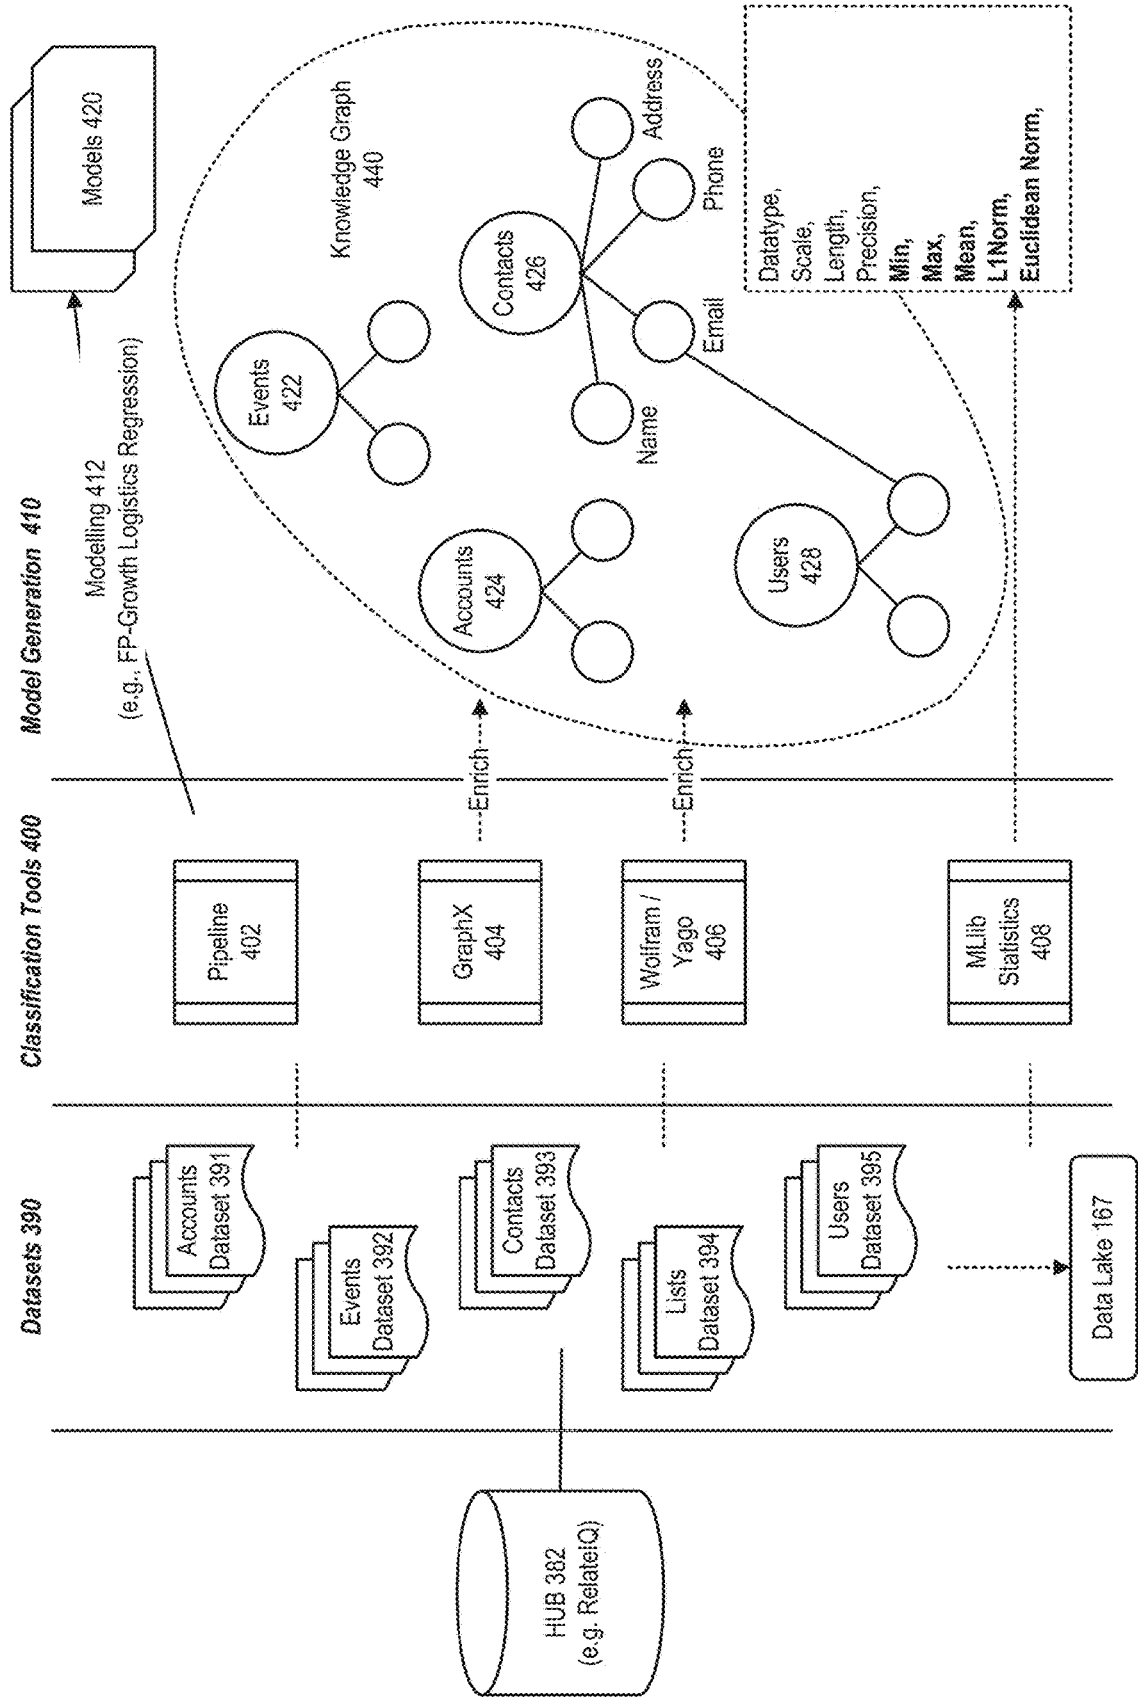 Datasets 390
Classification Tools 400
Model Generation 410
HUB 382
(e.g. RelateIQ)
Accounts
Dataset 391
Events
Dataset 392
Contacts
Dataset 393
Lists
Dataset 394
Users
Dataset 395
Data Lake 167
Pipeline
402
GraphX
404
Wolfram /
Yago
406
MLlib
Statistics
408
Modelling 412
(e.g., FP-Growth Logistics Regression)
Models 420
Enrich
Enrich
Knowledge Graph
440
Events
422
Accounts
424
Contacts
426
Name
Email
Phone
Address
Users
428
Datatype,
Scale,
Length,
Precision,
Min,
Max,
Mean,
L1Norm,
Euclidean Norm,